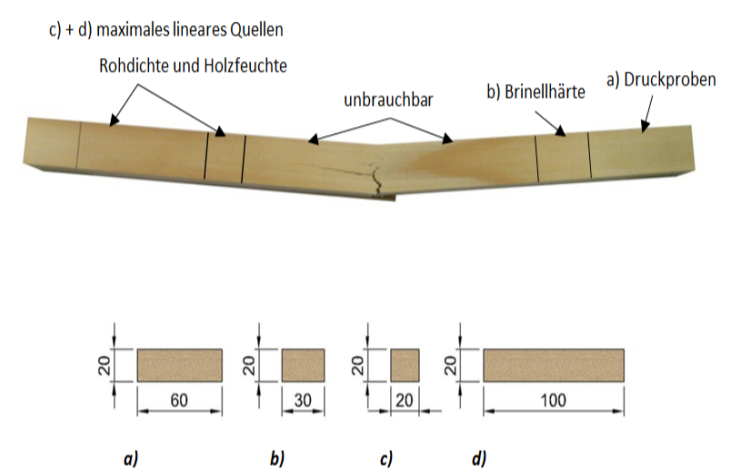 c) + d) maximales lineares Quellen
Rohdichte und Holzfeuchte
unbrauchbar
b) Brinellhärte
a) Druckproben
20
60
20
30
20
20
20
100
a)
b)
c)
d)